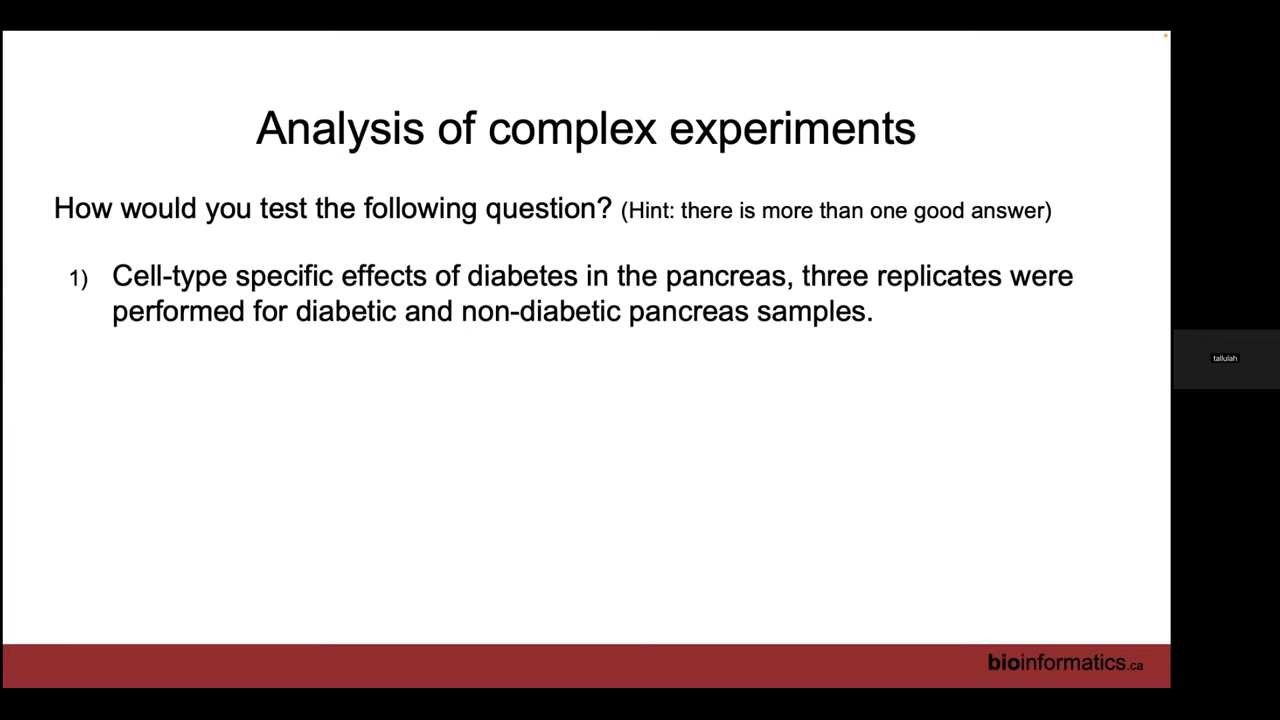 Analysis of complex experiments
How would you test the following question? (Hint: there is more than one good answer)
1) Cell-type specific effects of diabetes in the pancreas, three replicates were
performed for diabetic and non-diabetic pancreas samples.
tallulah
bioinformatics.ca